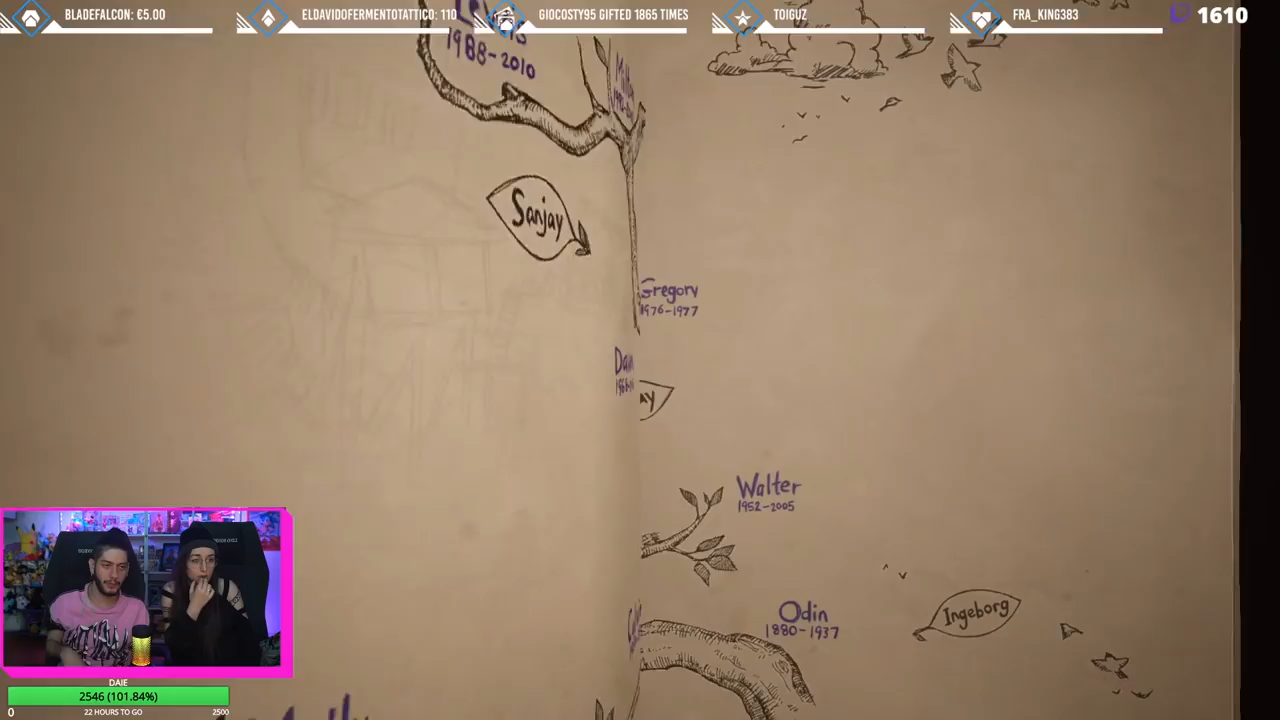 BLADEFALCON: €5.00
ELDAVIDOFERMENTOTATTICO: 110
GIOCOSTY95 GIFTED 1865 TIMES
TOIGUZ
FRA_KING383
1610
1988-2010
Sanjay
Gregory
1976-1977
Walter
1952-2005
Odin
1880-1937
Ingeborg
DAIE
2546 (101.84%)
0
22 HOURS TO GO
2500